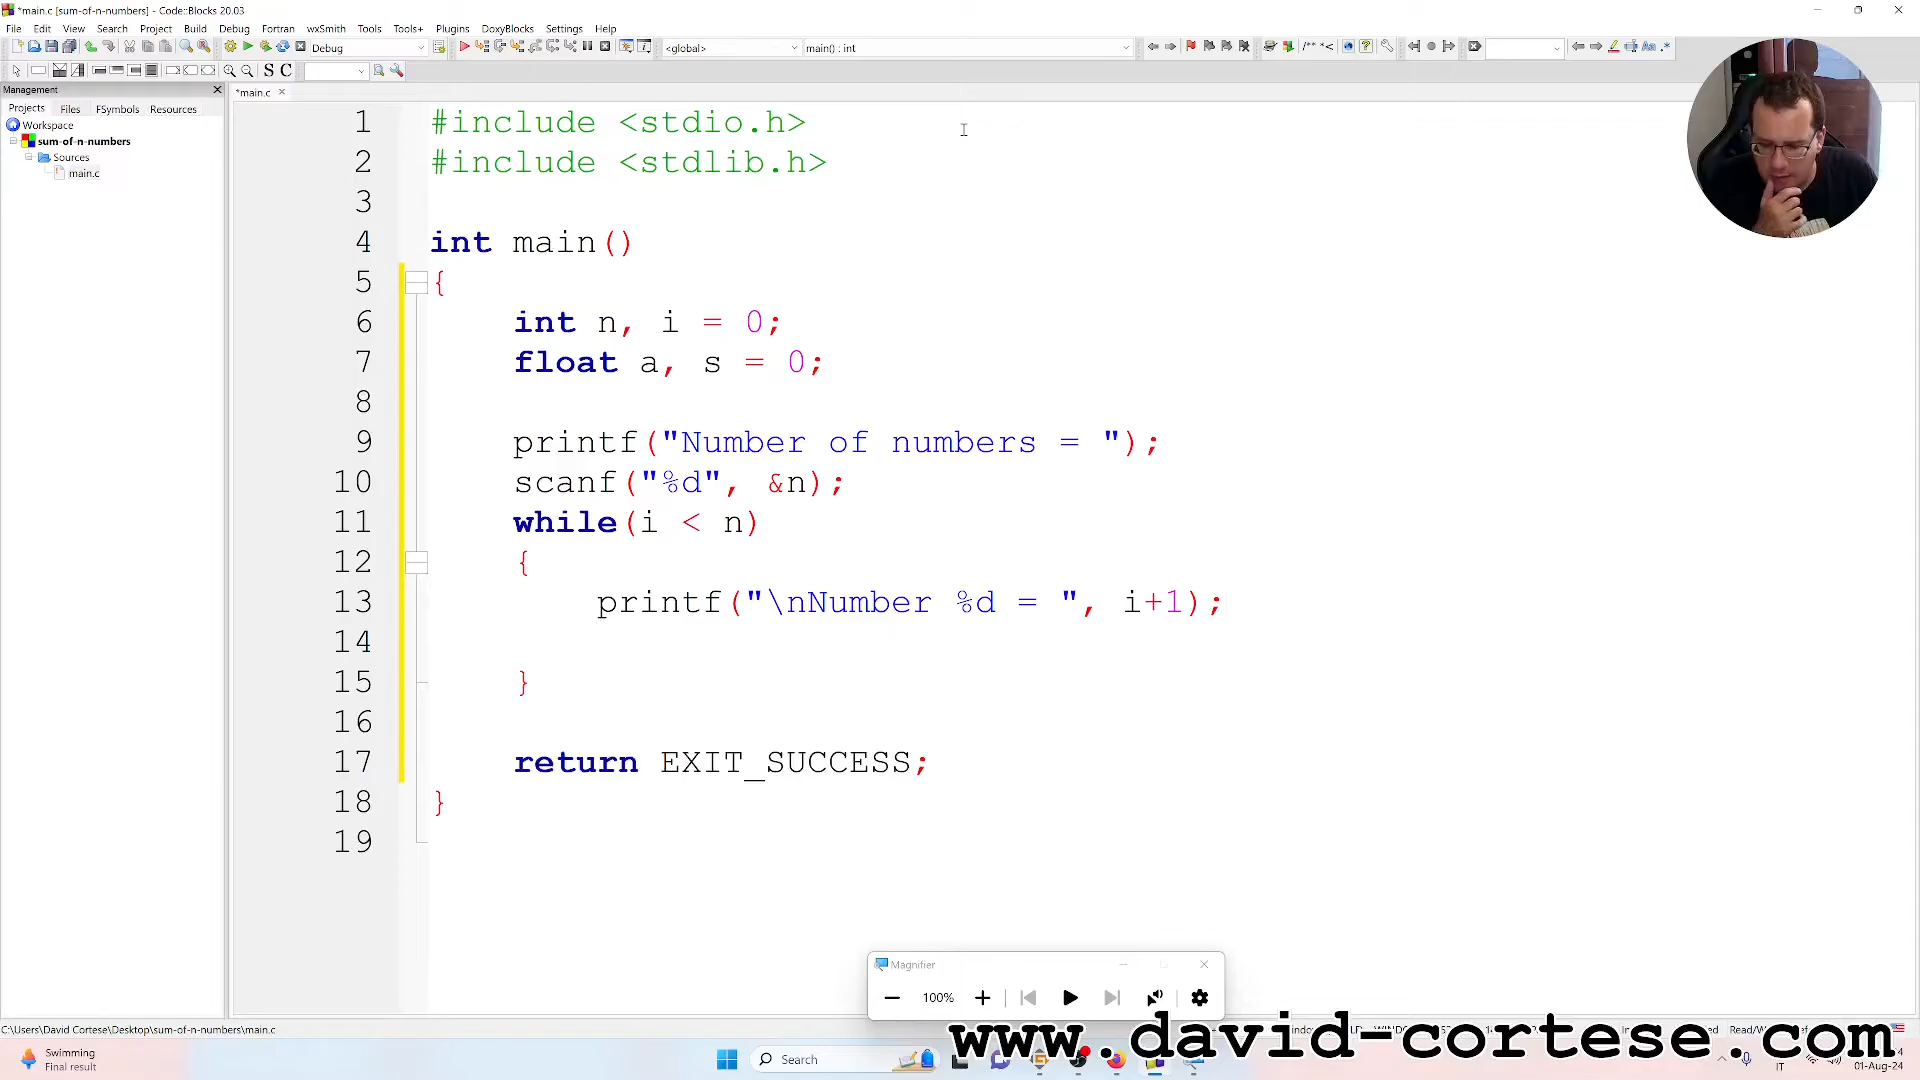 *main.c [sum-of-n-numbers] - Code::Blocks 20.03
File Edit View Search Project Build Debug Fortran wxSmith Tools Tools+ Plugins DoxyBlocks Settings Help
Debug <global> main() : int
S C
Management
*main.c
Projects Files FSymbols Resources
Workspace
sum-of-n-numbers
Sources
main.c
1 #include <stdio.h>
2 #include <stdlib.h>
3
4 int main()
5 {
6 int n, i = 0;
7 float a, s = 0;
8
9 printf("Number of numbers = ");
10 scanf("%d", &n);
11 while(i < n)
12 {
13 printf("\nNumber %d = ", i+1);
14
15 }
16
17 return EXIT_SUCCESS;
18 }
19
Magnifier
100%
C:\Users\David Cortese\Desktop\sum-of-n-numbers\main.c
www.david-cortese.com
Swimming
Final result
Search
IT
01-Aug-24